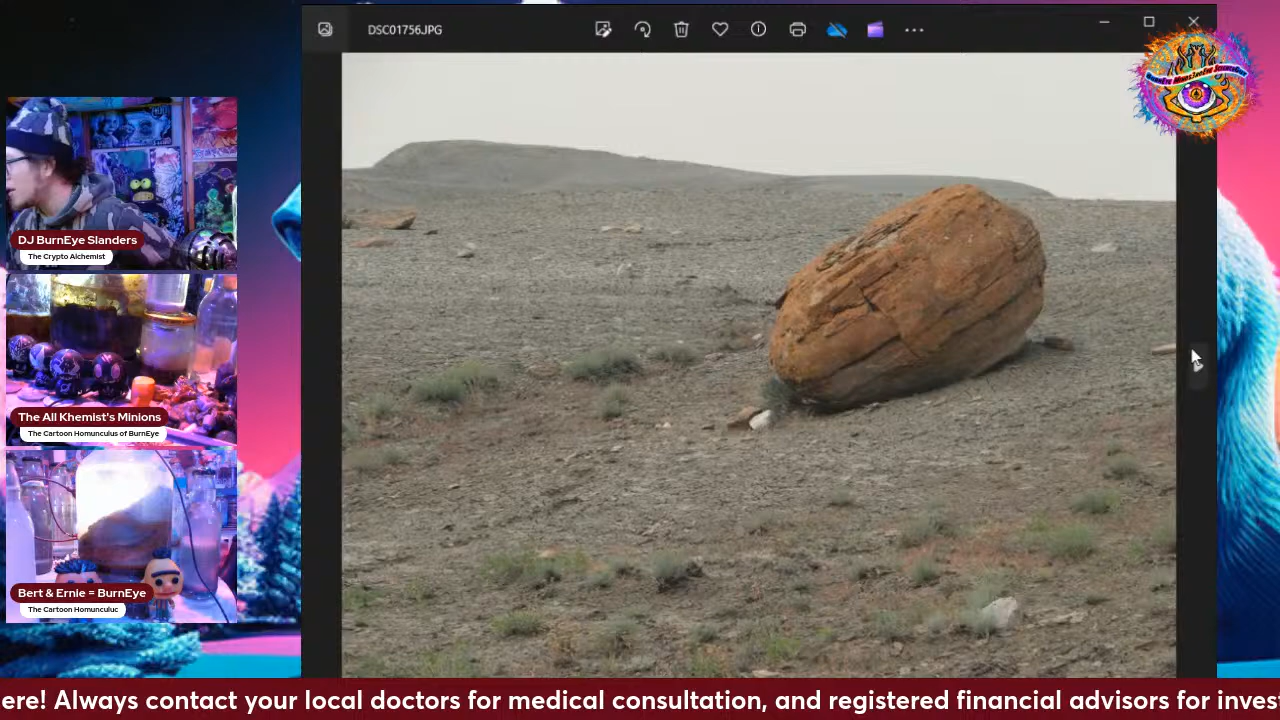 DSC01756.JPG
DJ BurnEye Slanders
The Crypto Alchemist
The All Khemist's Minions
The Cartoon Homunculus of BurnEye
Bert & Ernie = BurnEye
The Cartoon Homunculuc
ere! Always contact your local doctors for medical consultation, and registered financial advisors for inves